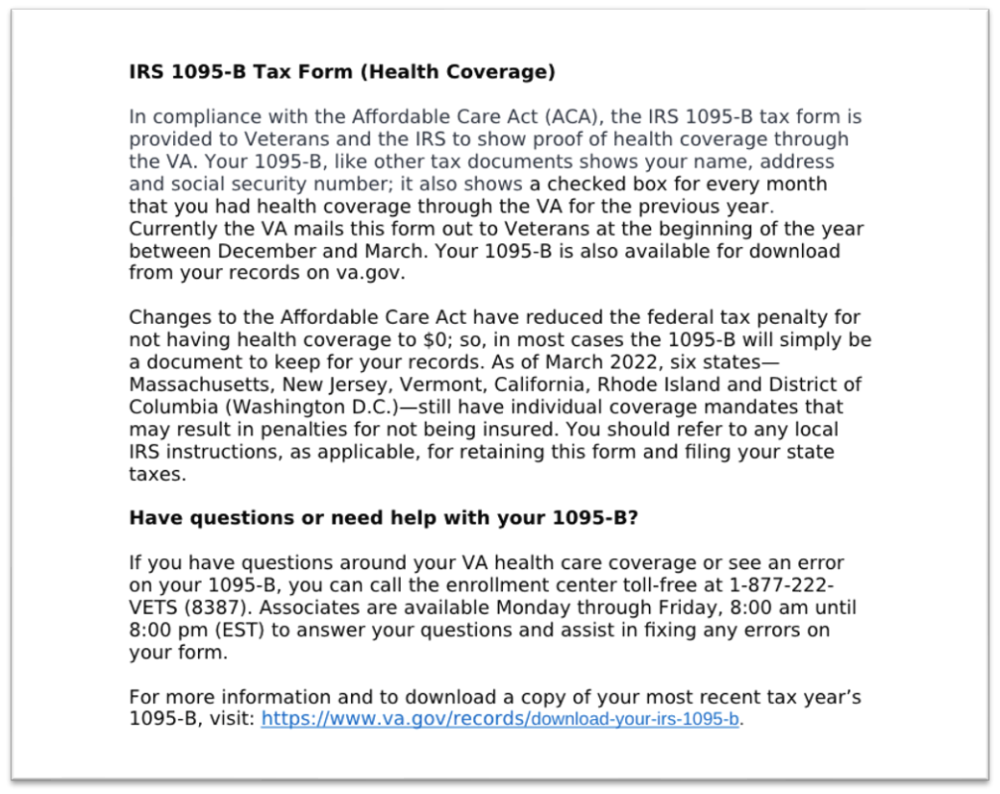 IRS 1095-B Tax Form (Health Coverage)
In compliance with the Affordable Care Act (ACA), the IRS 1095-B tax form is
provided to Veterans and the IRS to show proof of health coverage through
the VA. Your 1095-B, like other tax documents shows your name, address
and social security number; it also shows a checked box for every month
that you had health coverage through the VA for the previous year.
Currently the VA mails this form out to Veterans at the beginning of the year
between December and March. Your 1095-B is also available for download
from your records on va.gov.
Changes to the Affordable Care Act have reduced the federal tax penalty for
not having health coverage to $0; so, in most cases the 1095-B will simply be
a document to keep for your records. As of March 2022, six states—
Massachusetts, New Jersey, Vermont, California, Rhode Island and District of
Columbia (Washington D.C.)—still have individual coverage mandates that
may result in penalties for not being insured. You should refer to any local
IRS instructions, as applicable, for retaining this form and filing your state
taxes.
Have questions or need help with your 1095-B?
If you have questions around your VA health care coverage or see an error
on your 1095-B, you can call the enrollment center toll-free at 1-877-222-
VETS (8387). Associates are available Monday through Friday, 8:00 am until
8:00 pm (EST) to answer your questions and assist in fixing any errors on
your form.
For more information and to download a copy of your most recent tax year’s
1095-B, visit: https://www.va.gov/records/download-your-irs-1095-b.